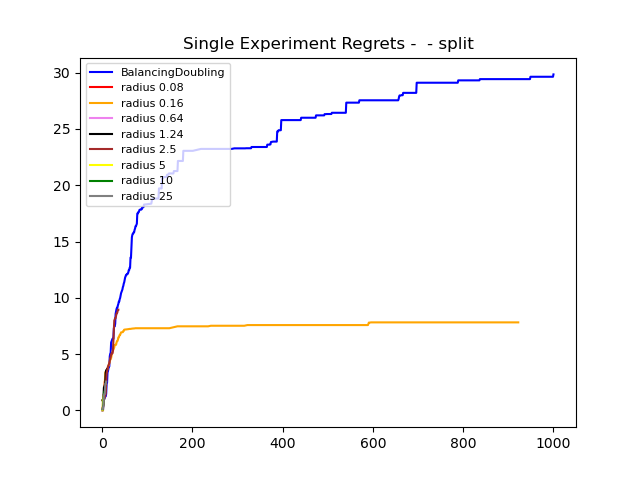 Single Experiment Regrets -  - split
BalancingDoubling
radius 0.08
radius 0.16
radius 0.64
radius 1.24
radius 2.5
radius 5
radius 10
radius 25
30
25
20
15
10
5
0
0 200 400 600 800 1000